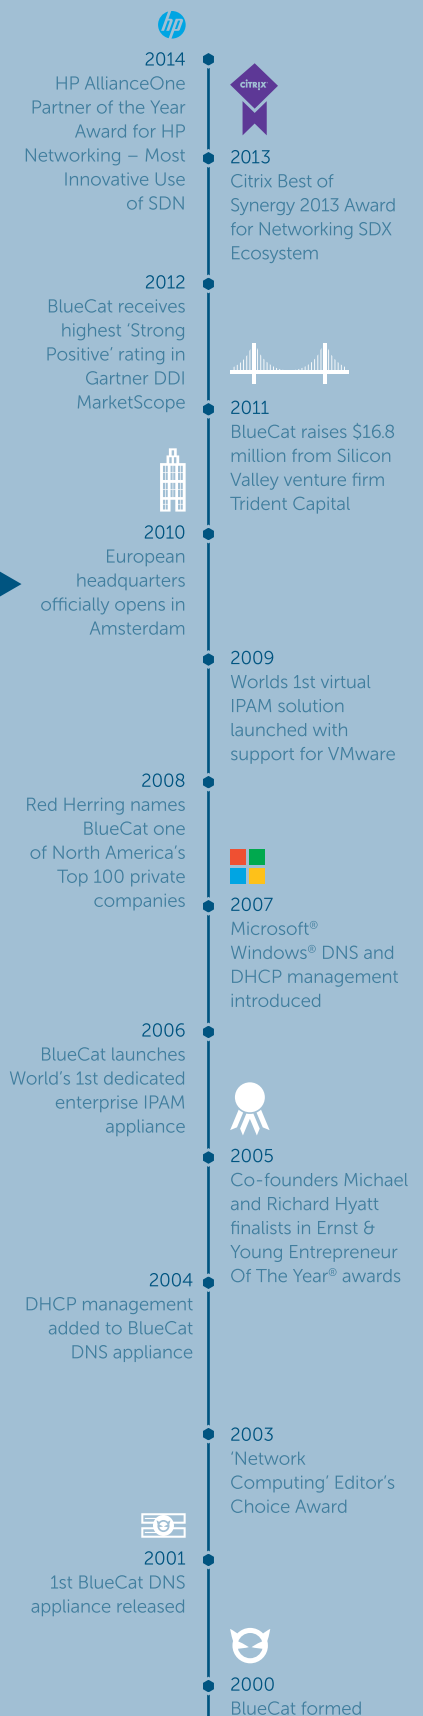 hp
2014
HP AllianceOne
Partner of the Year
Award for HP
Networking – Most
Innovative Use
of SDN
CITRIX
2013
Citrix Best of
Synergy 2013 Award
for Networking SDX
Ecosystem
2012
BlueCat receives
highest ‘Strong
Positive’ rating in
Gartner DDI
MarketScope
2011
BlueCat raises $16.8
million from Silicon
Valley venture firm
Trident Capital
2010
European
headquarters
officially opens in
Amsterdam
2009
Worlds 1st virtual
IPAM solution
launched with
support for VMware
2008
Red Herring names
BlueCat one
of North America’s
Top 100 private
companies
2007
Microsoft®
Windows® DNS and
DHCP management
introduced
2006
BlueCat launches
World’s 1st dedicated
enterprise IPAM
appliance
2005
Co-founders Michael
and Richard Hyatt
finalists in Ernst &
Young Entrepreneur
Of The Year® awards
2004
DHCP management
added to BlueCat
DNS appliance
2003
‘Network
Computing’ Editor’s
Choice Award
2001
1st BlueCat DNS
appliance released
2000
BlueCat formed